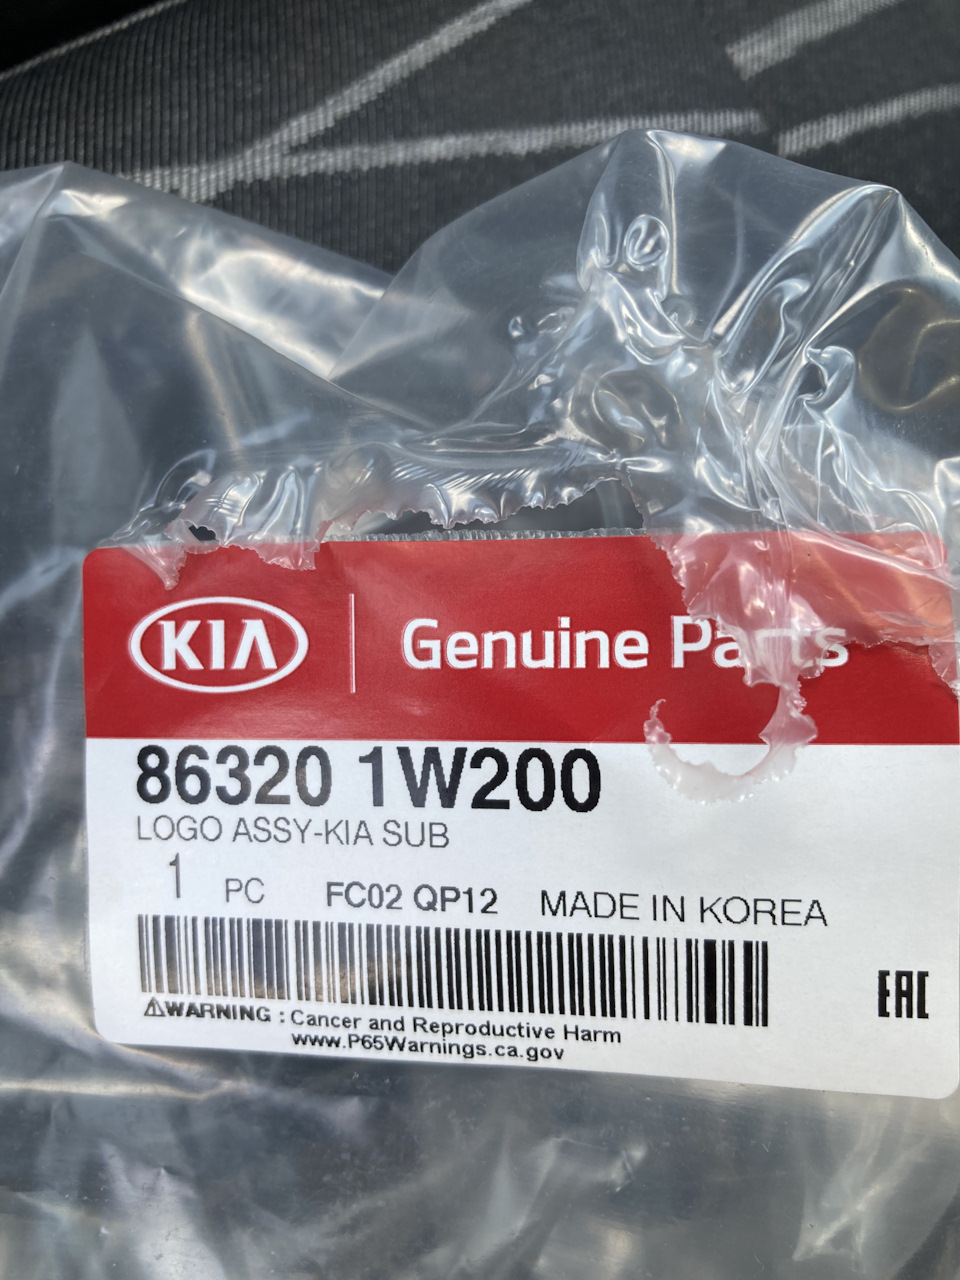 KIA Genuine Parts
86320 1W200
LOGO ASSY-KIA SUB
1 PC FC02 QP12 MADE IN KOREA
EAC
⚠WARNING : Cancer and Reproductive Harm
www.P65Warnings.ca.gov